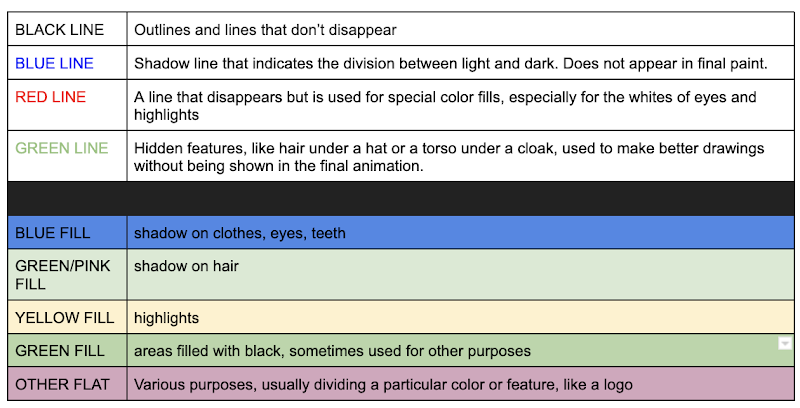 BLACK LINE Outlines and lines that don't disappear
BLUE LINE Shadow line that indicates the division between light and dark. Does not appear in final paint.
RED LINE A line that disappears but is used for special color fills, especially for the whites of eyes and
highlights
GREEN LINE Hidden features, like hair under a hat or a torso under a cloak, used to make better drawings
without being shown in the final animation.
BLUE FILL shadow on clothes, eyes, teeth
GREEN/PINK shadow on hair
FILL
YELLOW FILL highlights
GREEN FILL areas filled with black, sometimes used for other purposes
OTHER FLAT Various purposes, usually dividing a particular color or feature, like a logo